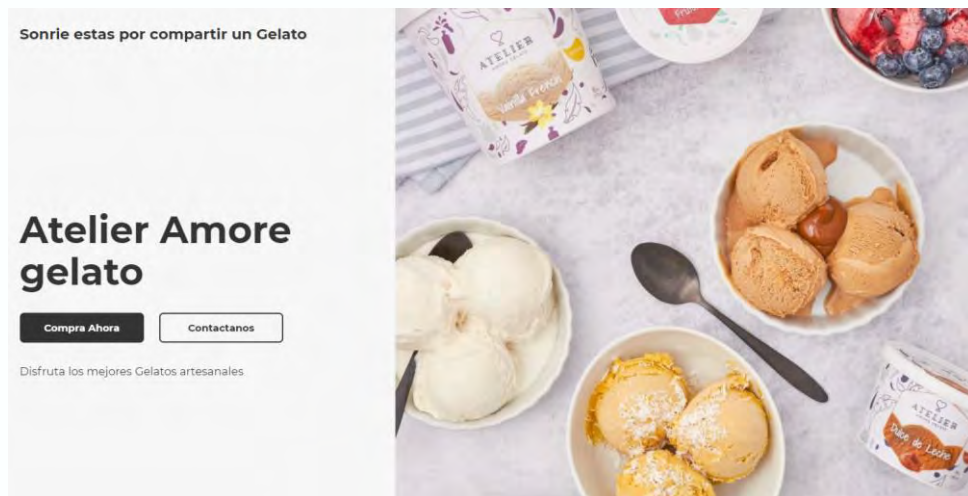 Sonrie estas por compartir un Gelato
Atelier Amore
gelato
Compra Ahora
Contactanos
Disfruta los mejores Gelatos artesanales
ATELIER
Vanilla French
ATELIER
Dulce de Leche